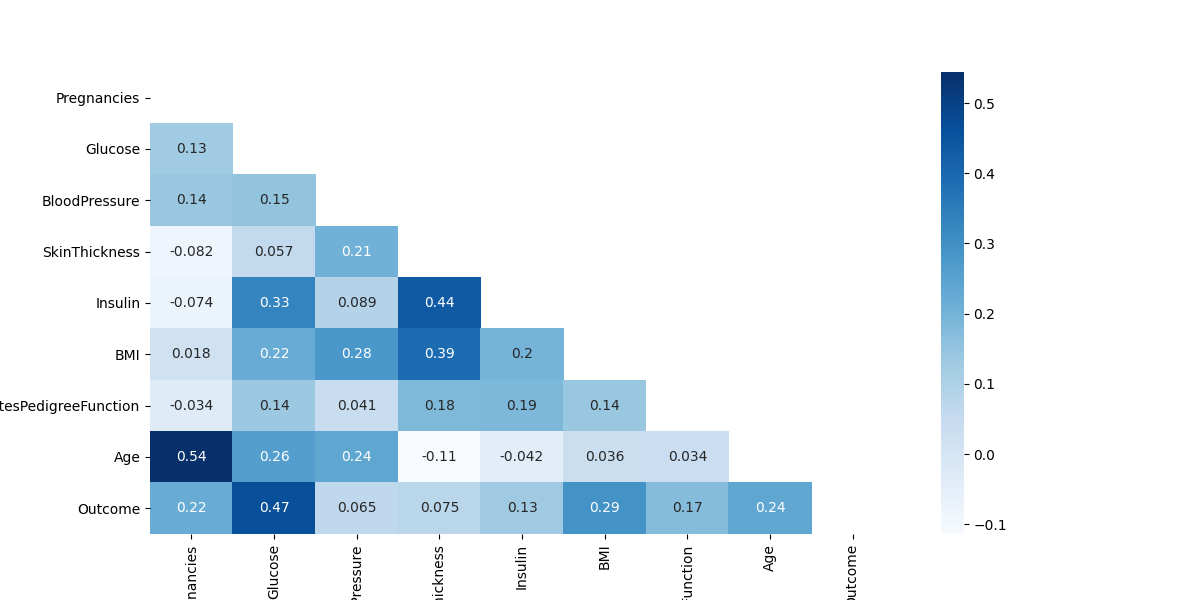 Pregnancies
Glucose 0.13
BloodPressure 0.14 0.15
SkinThickness -0.082 0.057 0.21
Insulin -0.074 0.33 0.089 0.44
BMI 0.018 0.22 0.28 0.39 0.2
tesPedigreeFunction -0.034 0.14 0.041 0.18 0.19 0.14
Age 0.54 0.26 0.24 -0.11 -0.042 0.036 0.034
Outcome 0.22 0.47 0.065 0.075 0.13 0.29 0.17 0.24
nancies
Glucose
Pressure
ickness
Insulin
BMI
Function
Age
Outcome
0.5
0.4
0.3
0.2
0.1
0.0
−0.1